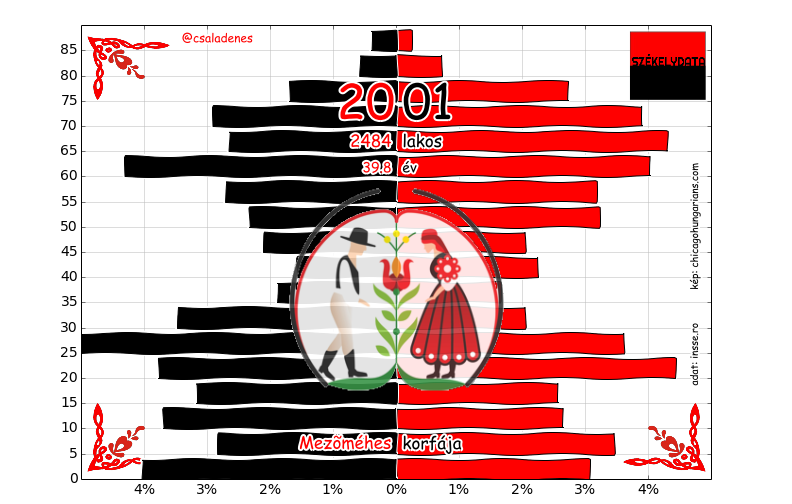 @csaladenes
SZÉKELYDATA
2001
2484 lakos
39.8 év
kép: chicagohungarians.com
adat: insse.ro
Mezőméhes korfája
85
80
75
70
65
60
55
50
45
40
35
30
25
20
15
10
5
0
4% 3% 2% 1% 0% 1% 2% 3% 4%